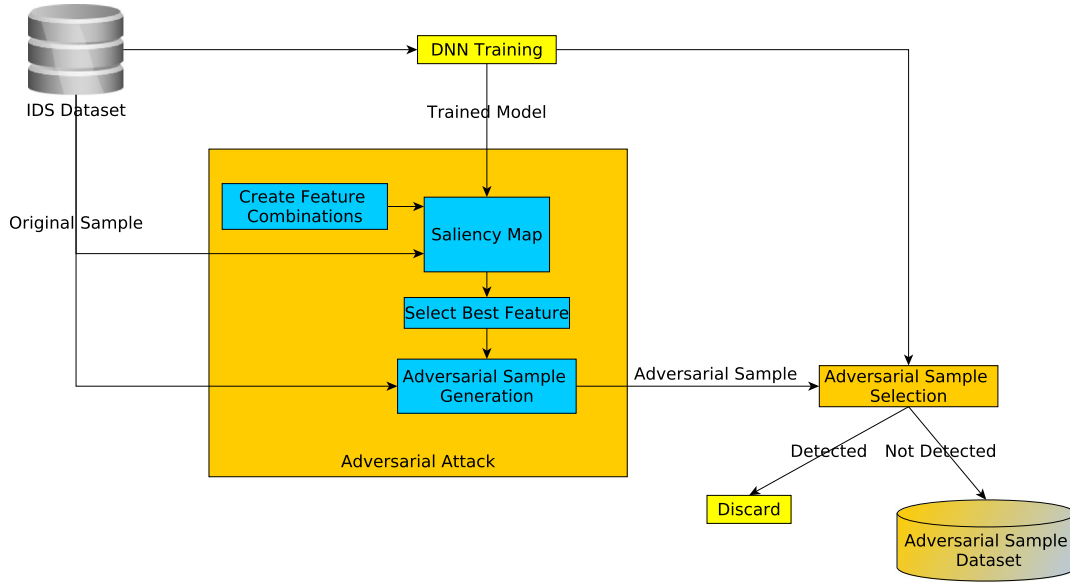 DNN Training
IDS Dataset
Trained Model
Create Feature
Combinations
Original Sample
Saliency Map
Select Best Feature
Adversarial Sample
Generation
Adversarial Sample
Adversarial Sample
Selection
Adversarial Attack
Detected
Not Detected
Discard
Adversarial Sample
Dataset